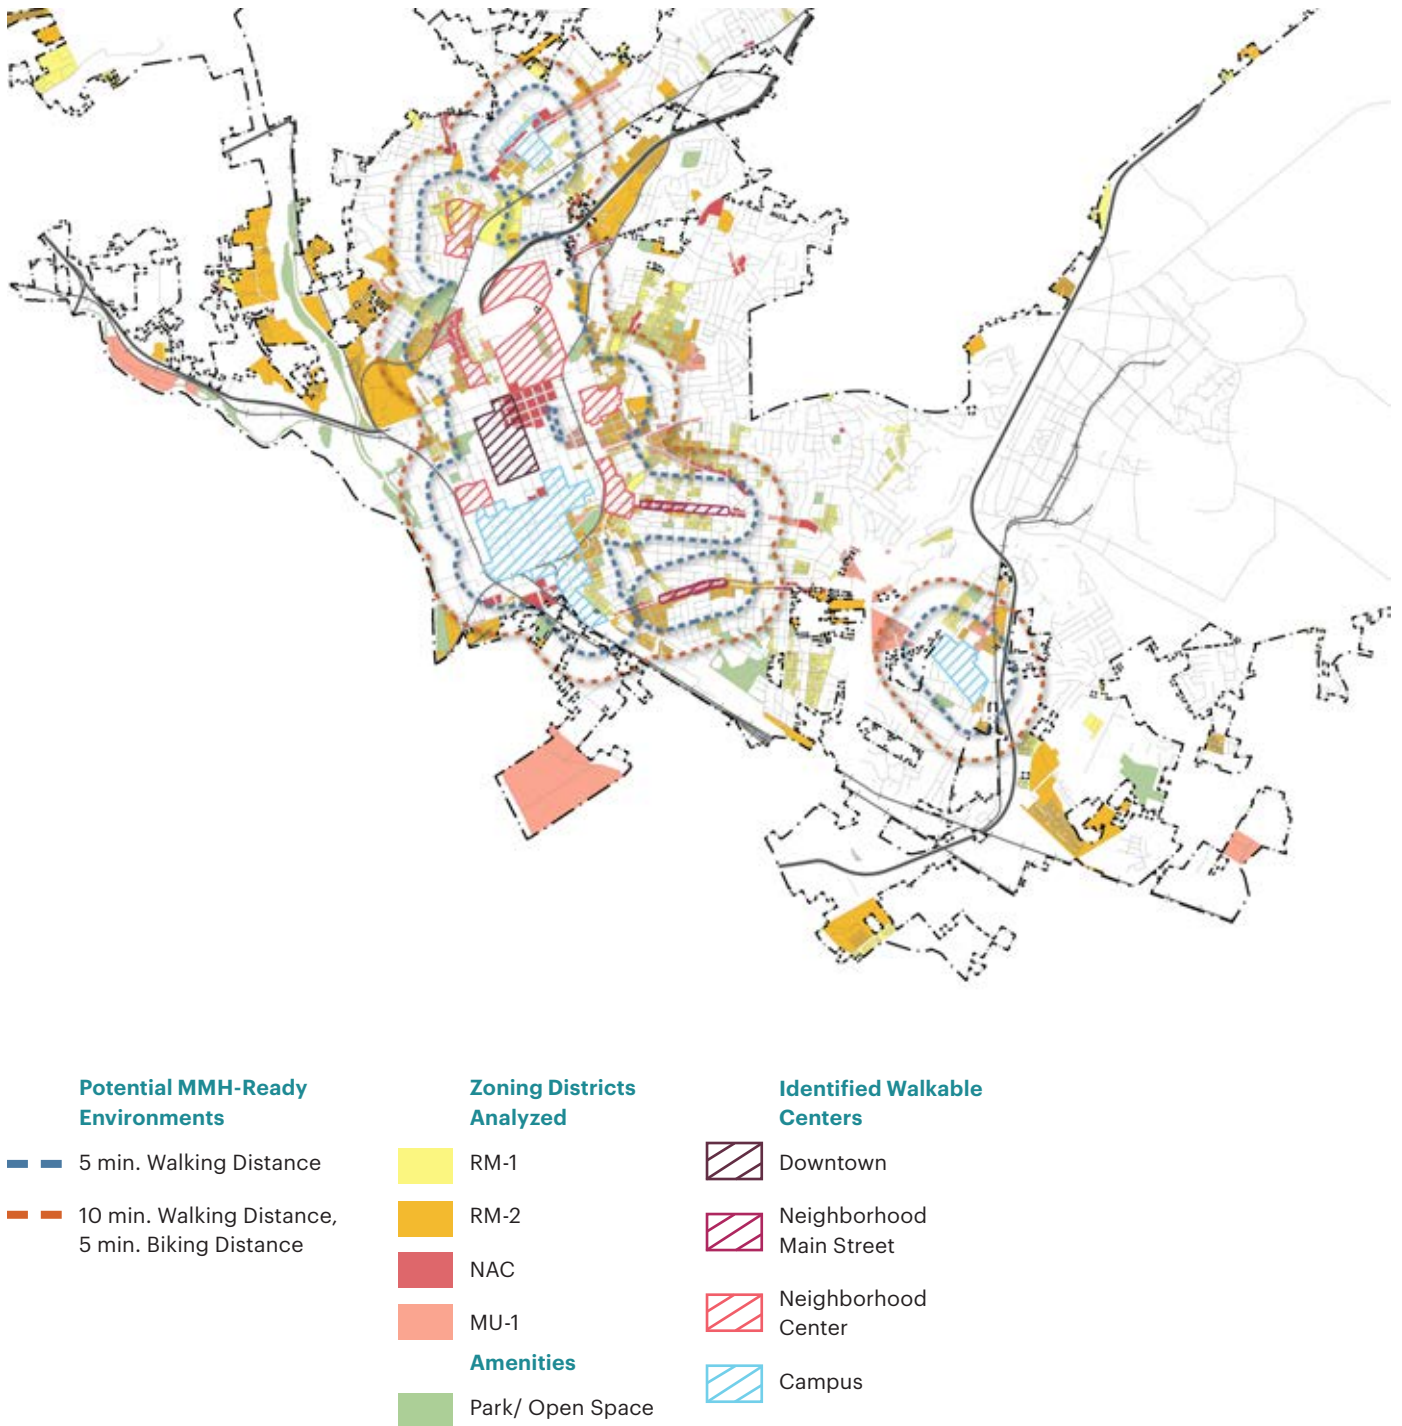 Potential MMH-Ready
Environments
5 min. Walking Distance
10 min. Walking Distance,
5 min. Biking Distance
Zoning Districts
Analyzed
RM-1
RM-2
NAC
MU-1
Amenities
Park/ Open Space
Identified Walkable
Centers
Downtown
Neighborhood
Main Street
Neighborhood
Center
Campus